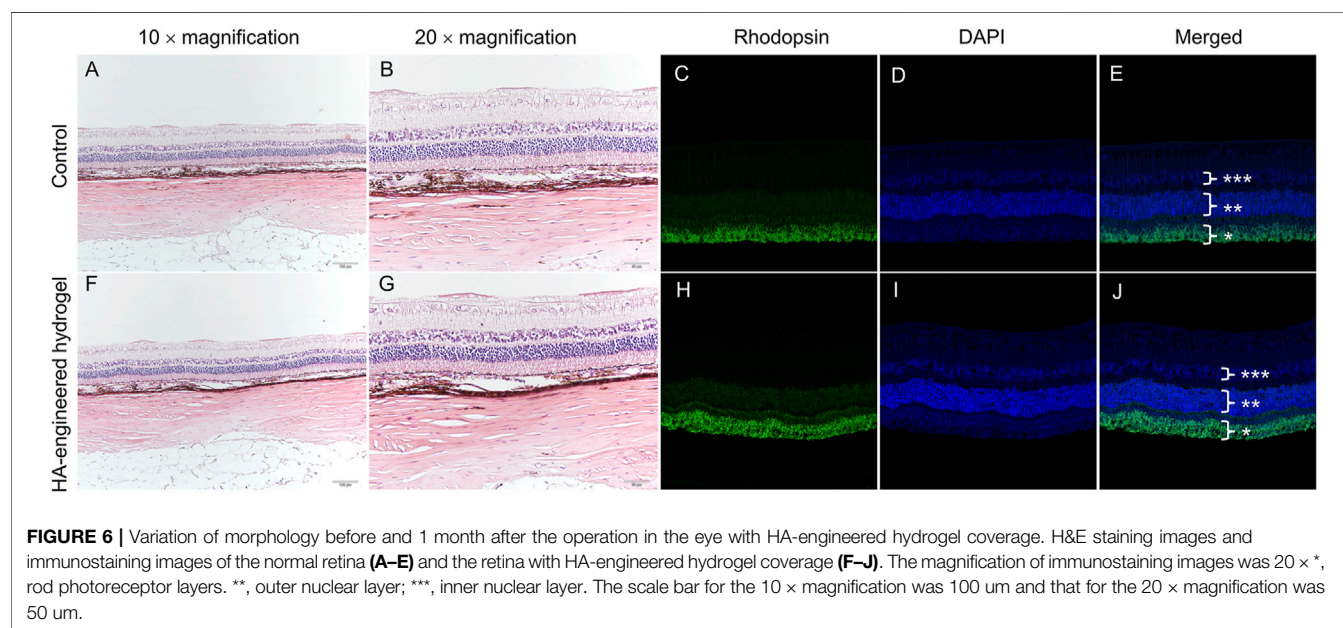 10 × magnification 20 × magnification Rhodopsin DAPI Merged
Control
A B C D E
***
**
*
HA-engineered hydrogel
F G H I J
***
**
*
FIGURE 6 | Variation of morphology before and 1 month after the operation in the eye with HA-engineered hydrogel coverage. H&E staining images and
immunostaining images of the normal retina (A–E) and the retina with HA-engineered hydrogel coverage (F–J). The magnification of immunostaining images was 20 × *,
rod photoreceptor layers. **, outer nuclear layer; ***, inner nuclear layer. The scale bar for the 10 × magnification was 100 um and that for the 20 × magnification was
50 um.